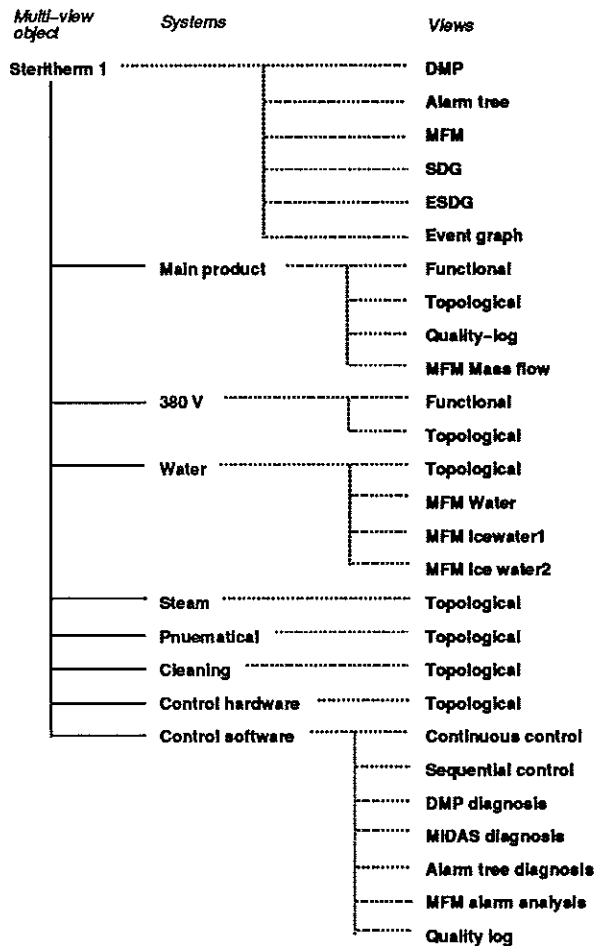 Multi-view Systems Views
object
Steritherm 1 DMP
Alarm tree
MFM
SDG
ESDG
Event graph
Main product Functional
Topological
Quality-log
MFM Mass flow
380 V Functional
Topological
Water Topological
MFM Water
MFM Icewater1
MFM Ice water2
Steam Topological
Pnuematical Topological
Cleaning Topological
Control hardware Topological
Control software Continuous control
Sequential control
DMP diagnosis
MIDAS diagnosis
Alarm tree diagnosis
MFM alarm analysis
Quality log